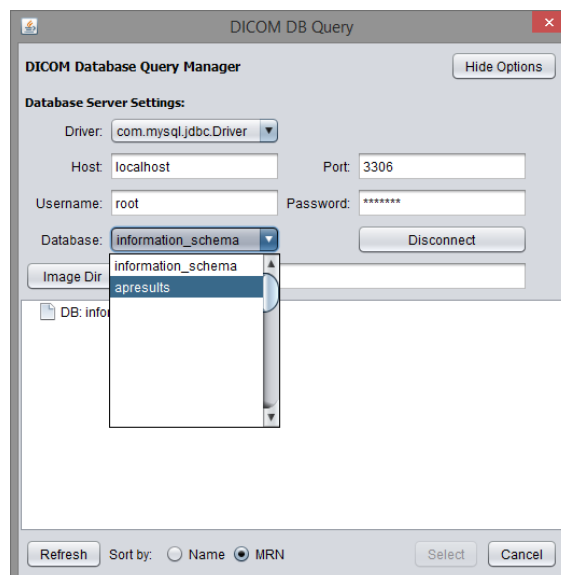 DICOM DB Query
DICOM Database Query Manager
Hide Options
Database Server Settings:
Driver: com.mysql.jdbc.Driver
Host: localhost Port: 3306
Username: root Password: *******
Database: information_schema Disconnect
information_schema
Image Dir
apresults
DB: infor
Refresh Sort by: Name MRN Select Cancel